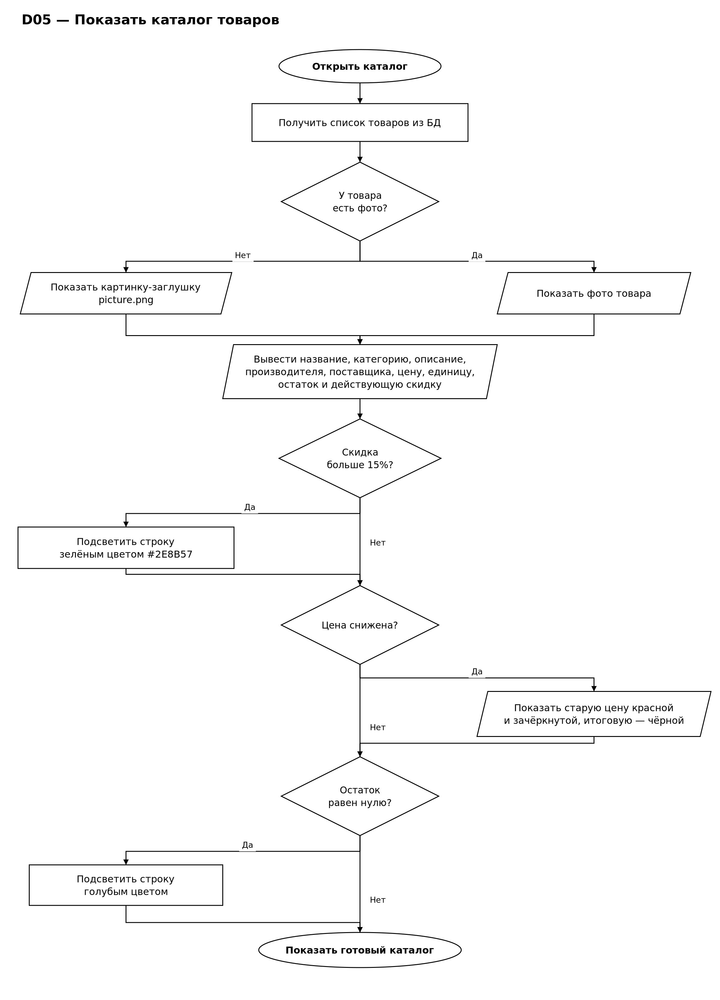 D05 — Показать каталог товаров
Открыть каталог
Получить список товаров из БД
У товара
есть фото?
Нет
Да
Показать картинку-заглушку
picture.png
Показать фото товара
Вывести название, категорию, описание,
производителя, поставщика, цену, единицу,
остаток и действующую скидку
Скидка
больше 15%?
Да
Подсветить строку
зелёным цветом #2E8B57
Нет
Цена снижена?
Да
Показать старую цену красной
и зачёркнутой, итоговую — чёрной
Нет
Остаток
равен нулю?
Да
Подсветить строку
голубым цветом
Нет
Показать готовый каталог